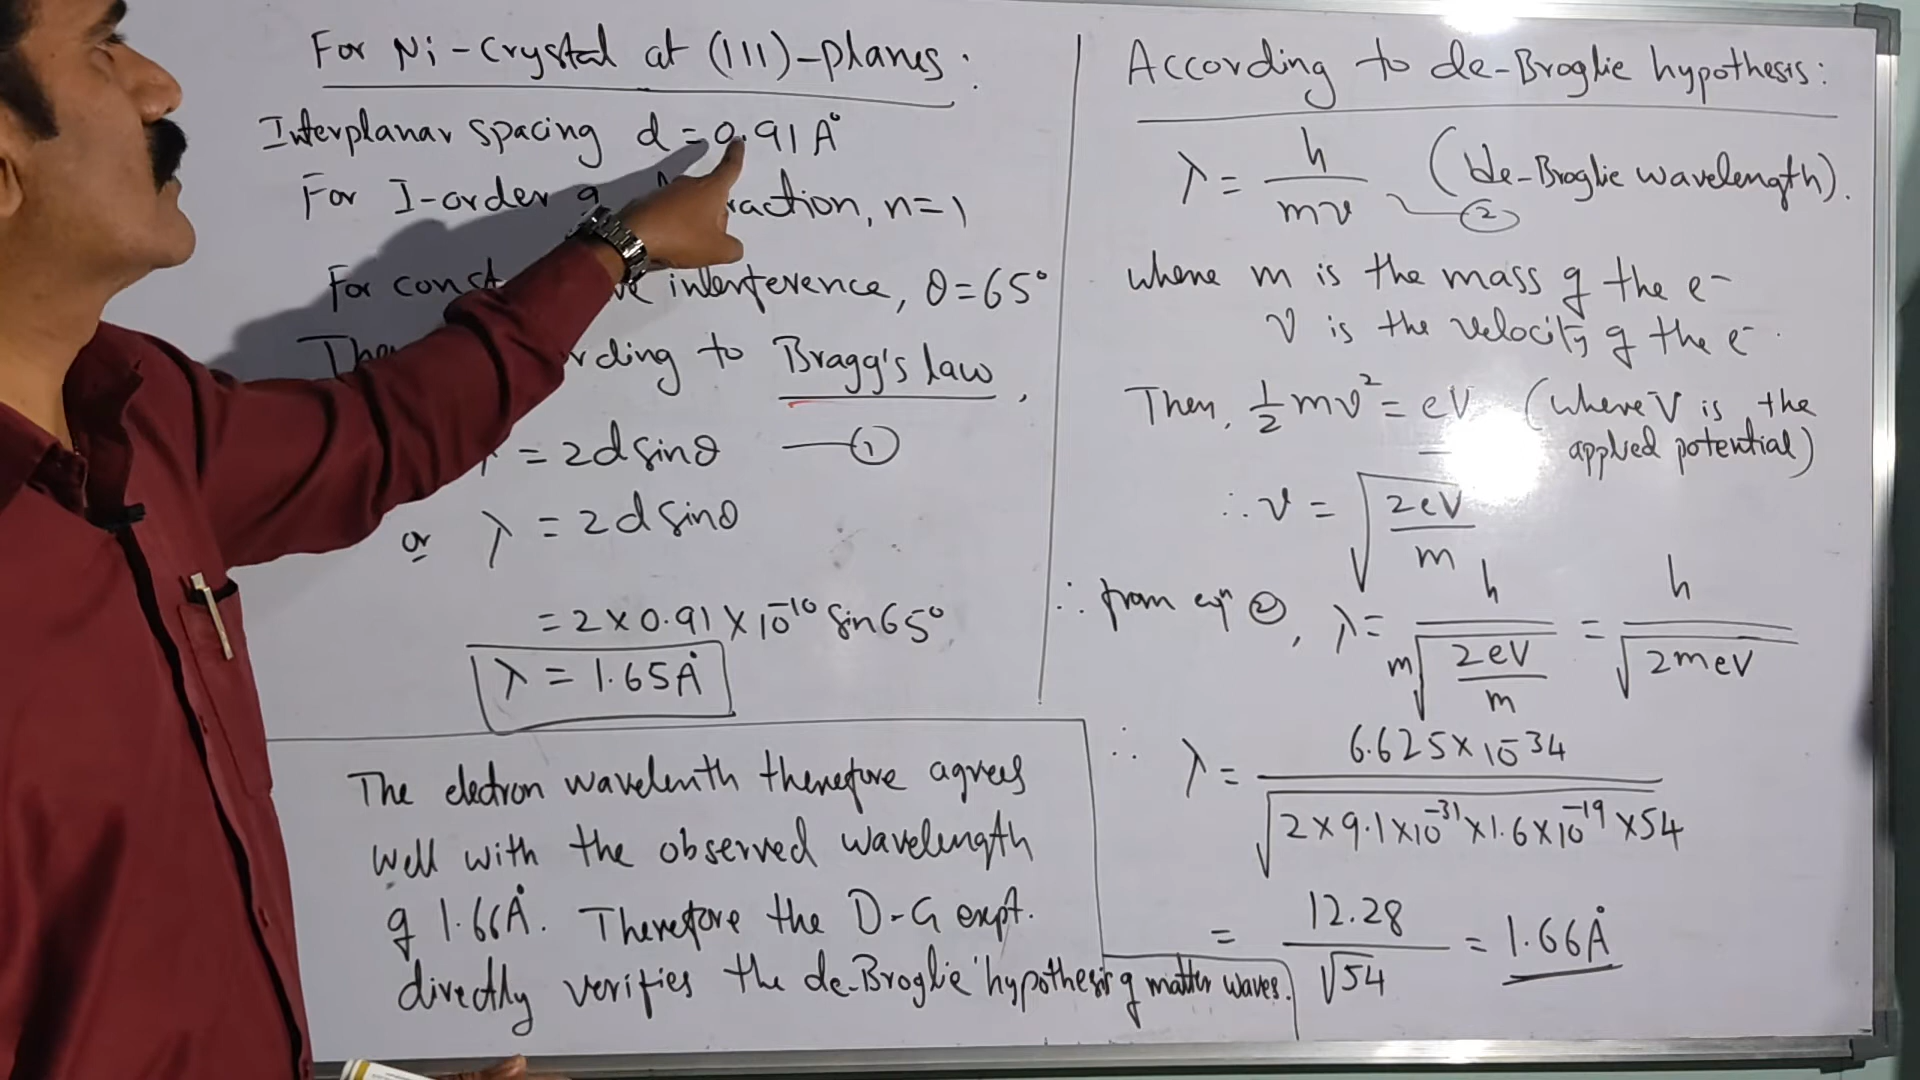 For Ni-Crystal at (111)-planes:
Interplanar spacing d = 0.91 A°
For I-order raction, n=1
For const ve interference, θ=65°
rding to Bragg's law,
λ = 2d sinθ —①
or λ = 2d sinθ
= 2 × 0.91 × 10⁻¹⁰ sin65°
λ = 1.65Å
The electron wavelenth therefore agrees
well with the observed wavelength
of 1.66Å. Therefore the D-G expt.
directly verifies the de-Broglie hypothesis of matter waves.
According to de-Broglie hypothesis:
λ = h/mv —② (de-Broglie wavelength).
where m is the mass of the e⁻
v is the velocity of the e⁻.
Then, ½mv² = eV (where V is the
applied potential)
∴ v = √(2eV/m)
∴ from eqn ②, λ = h/(m√(2eV/m)) = h/√(2meV)
∴ λ = 6.625×10⁻³⁴/√(2×9.1×10⁻³¹×1.6×10⁻¹⁹×54)
= 12.28/√54 = 1.66Å